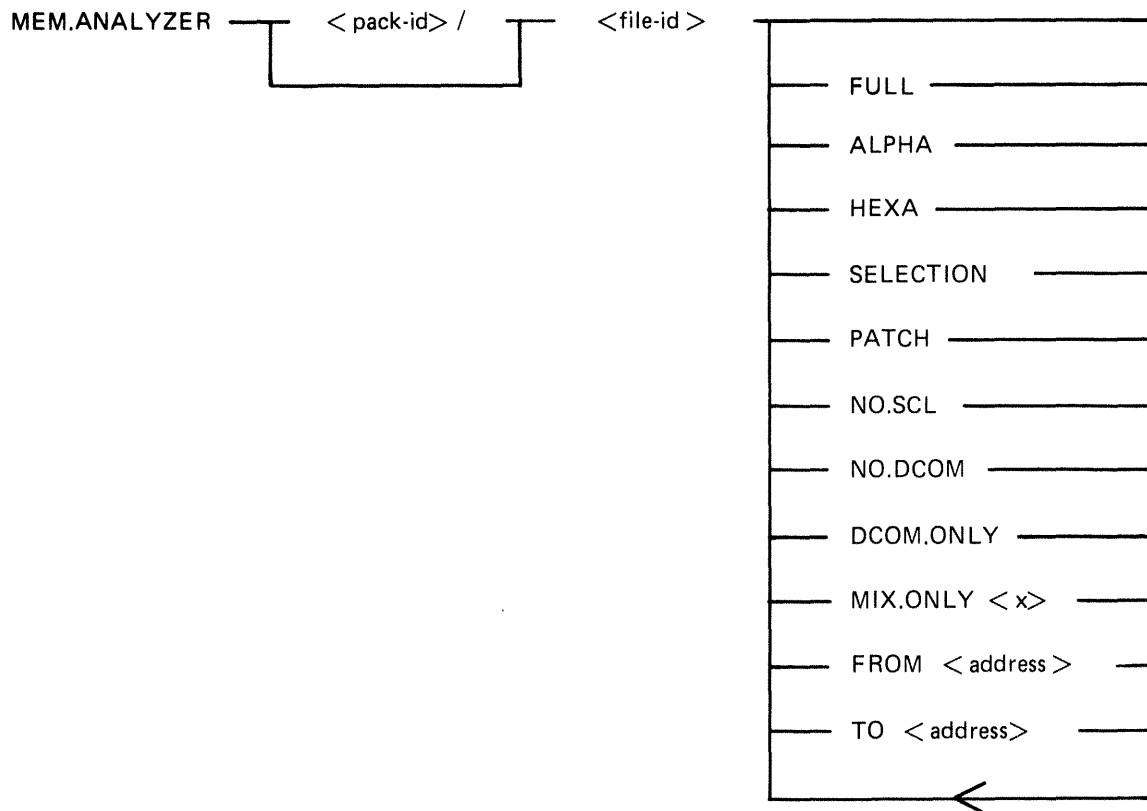 MEM.ANALYZER < pack-id > / < file-id >
FULL
ALPHA
HEXA
SELECTION
PATCH
NO.SCL
NO.DCOM
DCOM.ONLY
MIX.ONLY < x >
FROM < address >
TO < address >